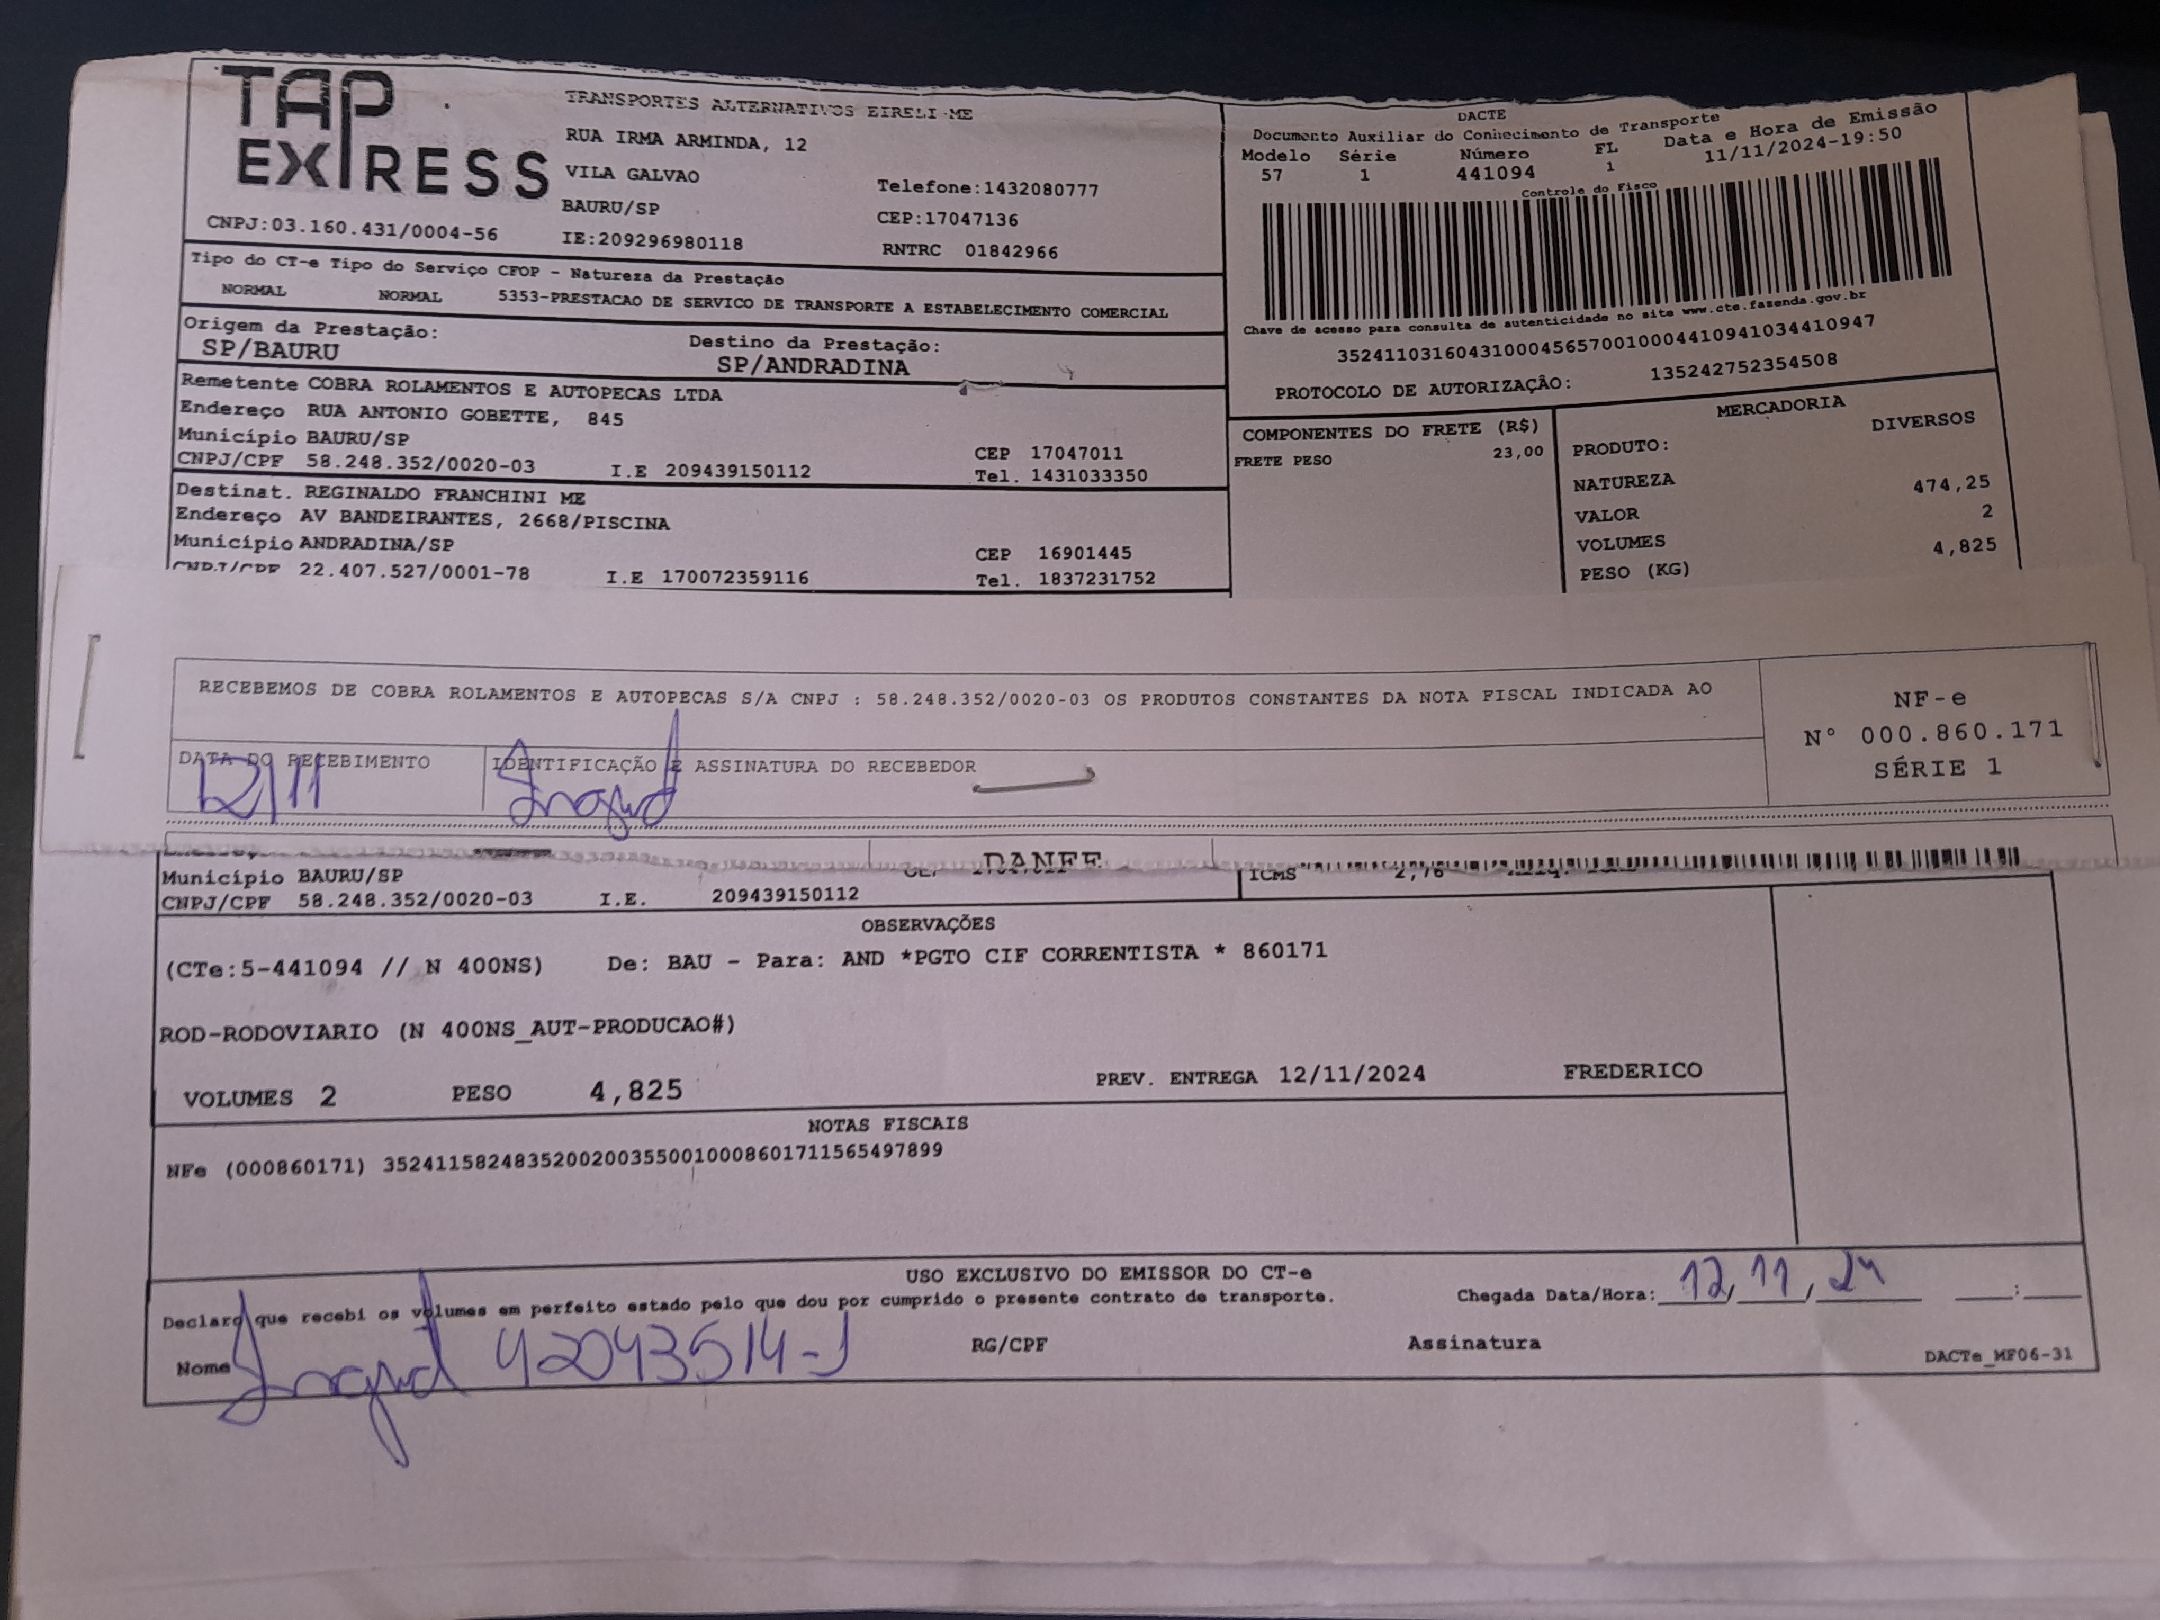 TAP
EXPRESS
CNPJ:03.160.431/0004-56
TRANSPORTES ALTERNATIVOS EIRELI-ME
RUA IRMA ARMINDA, 12
VILA GALVAO
BAURU/SP
IE:209296980118
Telefone:1432080777
CEP:17047136
RNTRC 01842966
DACTE
Documento Auxiliar do Conhecimento de Transporte
Modelo Série Número FL Data e Hora de Emissão
57 1 441094 1 11/11/2024-19:50
Controle do Fisco
Chave de acesso para consulta de autenticidade no site www.cte.fazenda.gov.br
35241103160431000456570010004410941034410947
PROTOCOLO DE AUTORIZAÇÃO: 135242752354508
Tipo do CT-e Tipo do Serviço CFOP - Natureza da Prestação
NORMAL NORMAL 5353-PRESTACAO DE SERVICO DE TRANSPORTE A ESTABELECIMENTO COMERCIAL
Origem da Prestação: Destino da Prestação:
SP/BAURU SP/ANDRADINA
Remetente COBRA ROLAMENTOS E AUTOPECAS LTDA
Endereço RUA ANTONIO GOBETTE, 845
Município BAURU/SP CEP 17047011
CNPJ/CPF 58.248.352/0020-03 I.E 209439150112 Tel. 1431033350
Destinat. REGINALDO FRANCHINI ME
Endereço AV BANDEIRANTES, 2668/PISCINA
Município ANDRADINA/SP CEP 16901445
CNPJ/CPF 22.407.527/0001-78 I.E 170072359116 Tel. 1837231752
COMPONENTES DO FRETE (R$)
FRETE PESO 23,00
MERCADORIA
PRODUTO: DIVERSOS
NATUREZA
VALOR 474,25
VOLUMES 2
PESO (KG) 4,825
RECEBEMOS DE COBRA ROLAMENTOS E AUTOPECAS S/A CNPJ : 58.248.352/0020-03 OS PRODUTOS CONSTANTES DA NOTA FISCAL INDICADA AO
NF-e
N° 000.860.171
SÉRIE 1
DATA DO RECEBIMENTO IDENTIFICAÇÃO E ASSINATURA DO RECEBEDOR
12/11 Ingrid
DANFE
Município BAURU/SP
ICMS 2,76
CNPJ/CPF 58.248.352/0020-03 I.E. 209439150112
OBSERVAÇÕES
(CTe:5-441094 // N 400NS) De: BAU - Para: AND *PGTO CIF CORRENTISTA * 860171
ROD-RODOVIARIO (N 400NS_AUT-PRODUCAO#)
VOLUMES 2 PESO 4,825 PREV. ENTREGA 12/11/2024 FREDERICO
NOTAS FISCAIS
NFe (000860171) 35241158248352002003550010008601711565497899
USO EXCLUSIVO DO EMISSOR DO CT-e
Declaro que recebi os volumes em perfeito estado pelo que dou por cumprido o presente contrato de transporte.
Chegada Data/Hora: 12/11/24 __:__
Nome Ingrid 42043514-1 RG/CPF Assinatura
DACTe_MF06-31